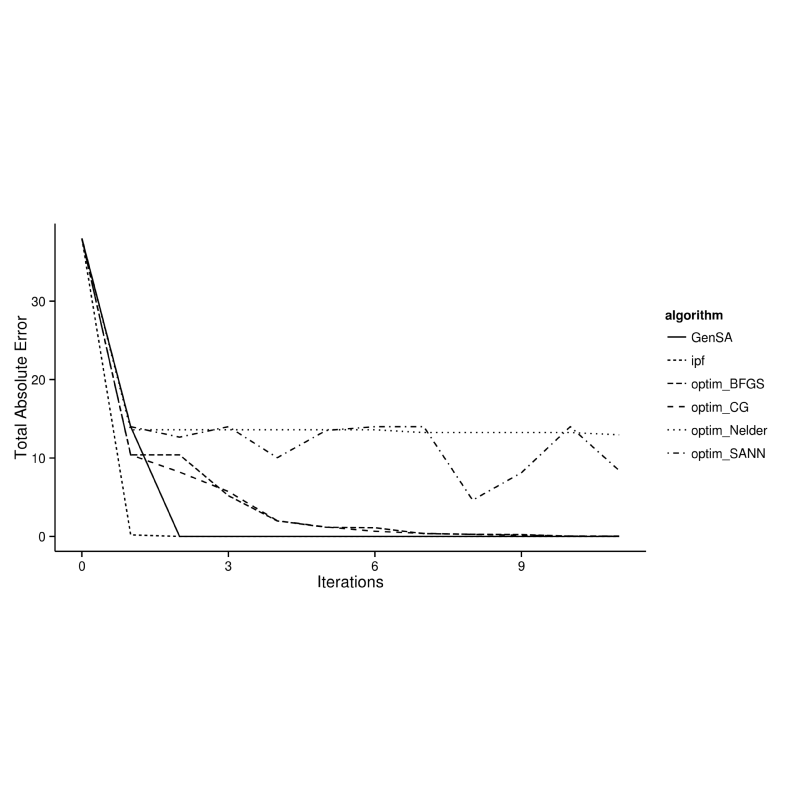 Total Absolute Error
30
20
10
0
0 3 6 9
Iterations
algorithm
GenSA
ipf
optim_BFGS
optim_CG
optim_Nelder
optim_SANN